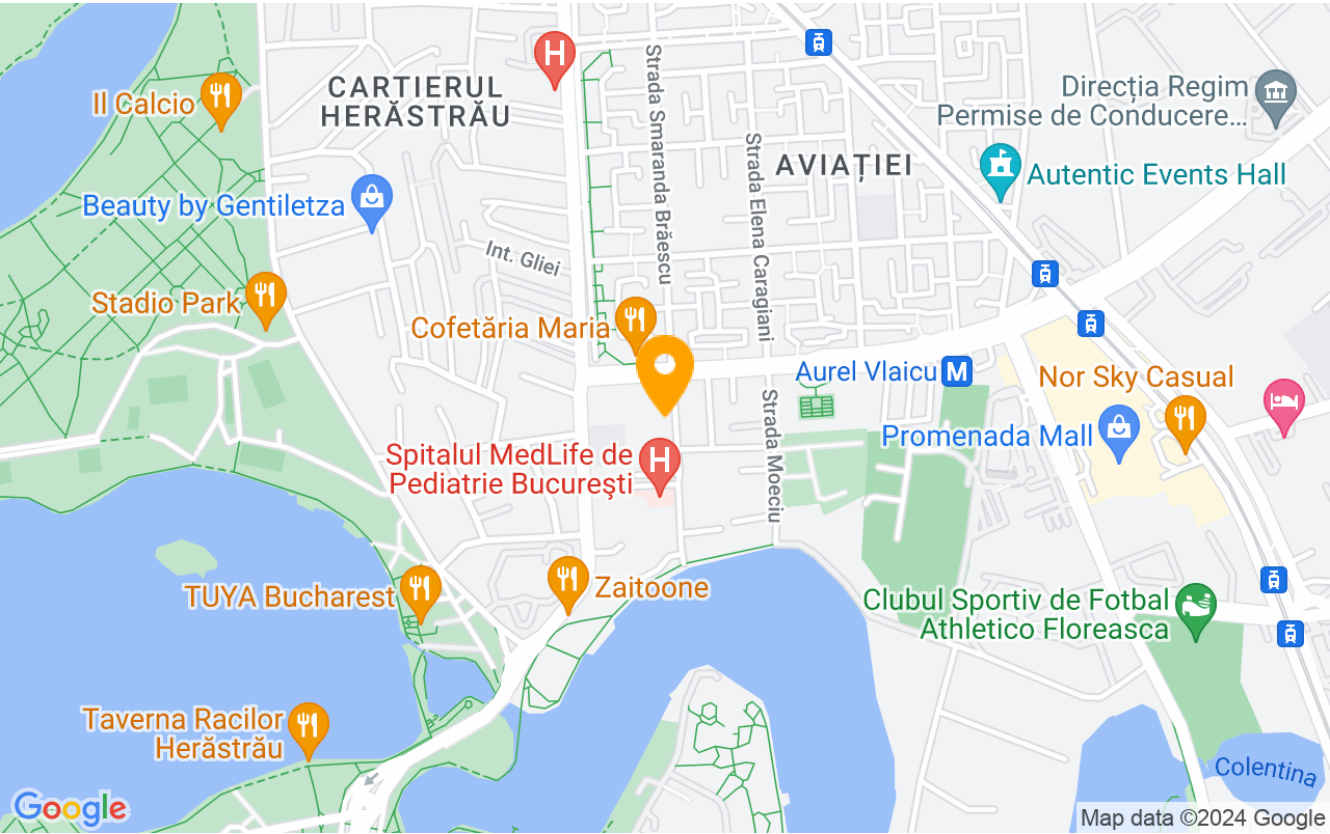 Strada Smaranda Brăescu
CARTIERUL
HERĂSTRĂU
H
Il Calcio
Direcția Regim
Permise de Conducere...
Strada Elena Caragiani
AVIAȚIEI
Autentic Events Hall
Beauty by Gentiletza
Int. Gliei
Stadio Park
Cofetăria Maria
Aurel Vlaicu M
Nor Sky Casual
Strada Moeciu
Promenada Mall
Spitalul MedLife de
Pediatrie Bucureşti
H
TUYA Bucharest
Zaitoone
Clubul Sportiv de Fotbal
Athletico Floreasca
Taverna Racilor
Herăstrău
Colentina
Google
Map data ©2024 Google